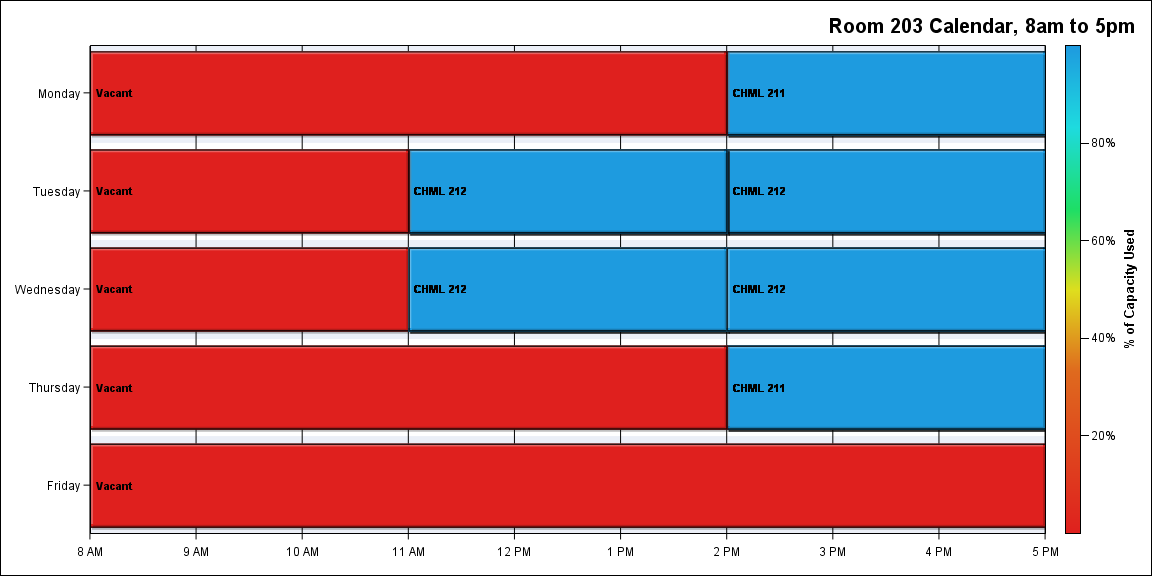 Room 203 Calendar, 8am to 5pm
Monday
Vacant
CHML 211
80%
Tuesday
Vacant
CHML 212
CHML 212
60%
% of Capacity Used
Wednesday
Vacant
CHML 212
CHML 212
40%
Thursday
Vacant
CHML 211
20%
Friday
Vacant
8 AM 9 AM 10 AM 11 AM 12 PM 1 PM 2 PM 3 PM 4 PM 5 PM